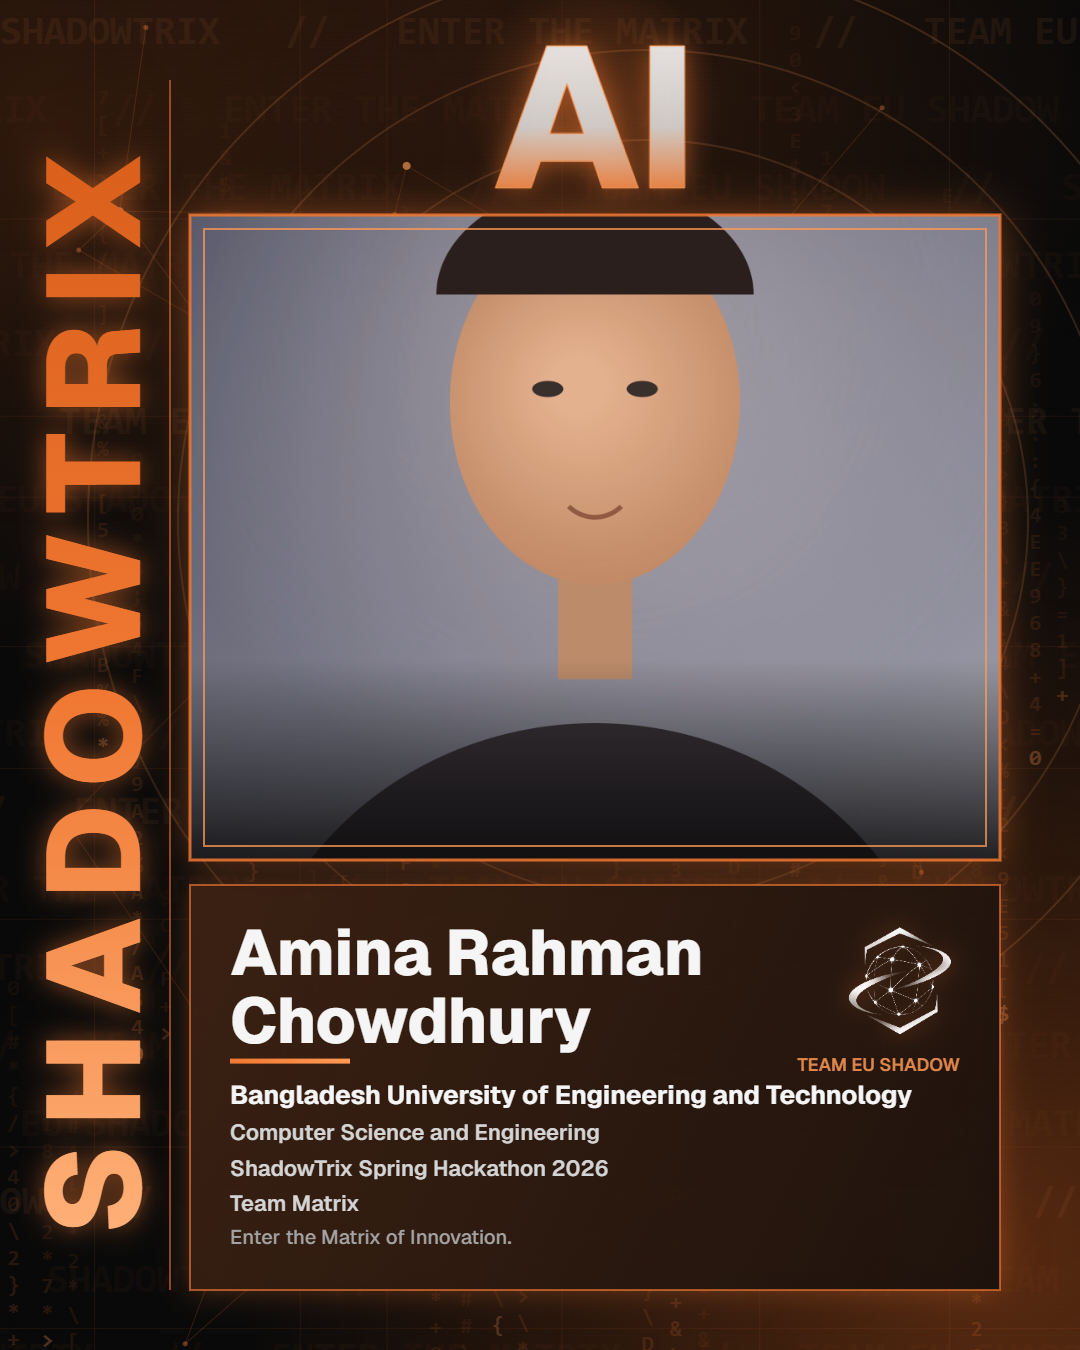 AI
SHADOWTRIX
Amina Rahman
Chowdhury
TEAM EU SHADOW
Bangladesh University of Engineering and Technology
Computer Science and Engineering
ShadowTrix Spring Hackathon 2026
Team Matrix
Enter the Matrix of Innovation.